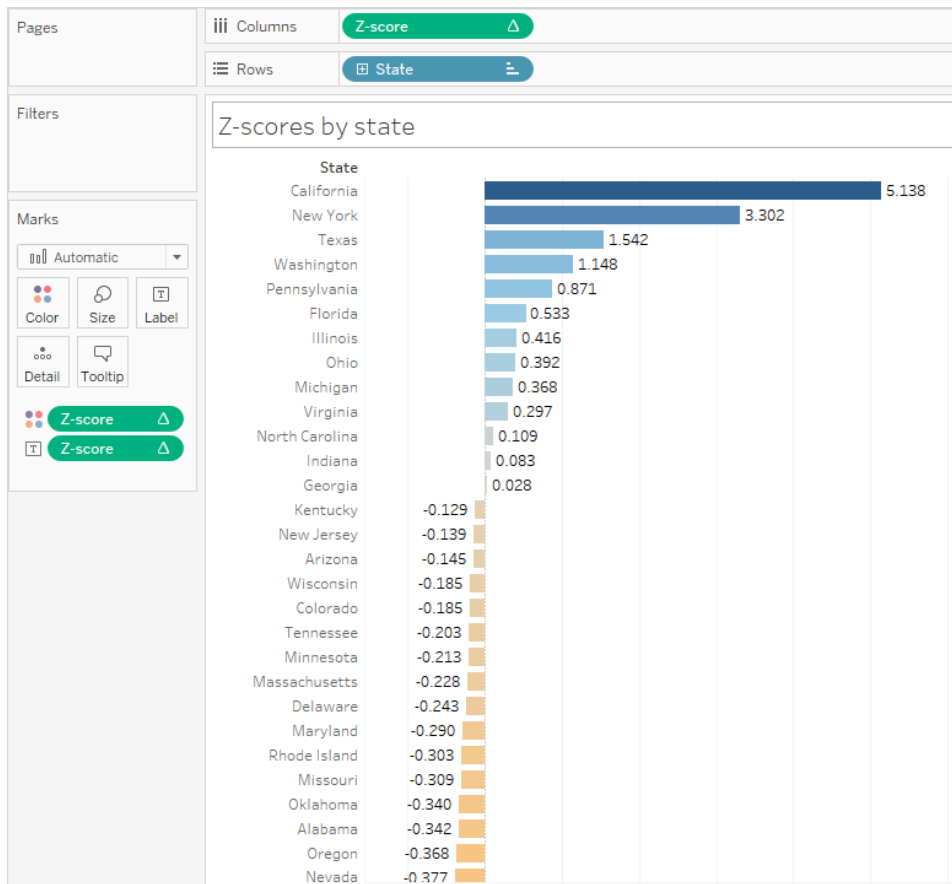 Pages
Columns
Z-score
Rows
State
Filters
Z-scores by state
State
California 5.138
New York 3.302
Texas 1.542
Washington 1.148
Pennsylvania 0.871
Florida 0.533
Illinois 0.416
Ohio 0.392
Michigan 0.368
Virginia 0.297
North Carolina 0.109
Indiana 0.083
Georgia 0.028
Kentucky -0.129
New Jersey -0.139
Arizona -0.145
Wisconsin -0.185
Colorado -0.185
Tennessee -0.203
Minnesota -0.213
Massachusetts -0.228
Delaware -0.243
Maryland -0.290
Rhode Island -0.303
Missouri -0.309
Oklahoma -0.340
Alabama -0.342
Oregon -0.368
Nevada -0.377
Marks
Automatic
Color Size Label
Detail Tooltip
Z-score
Z-score